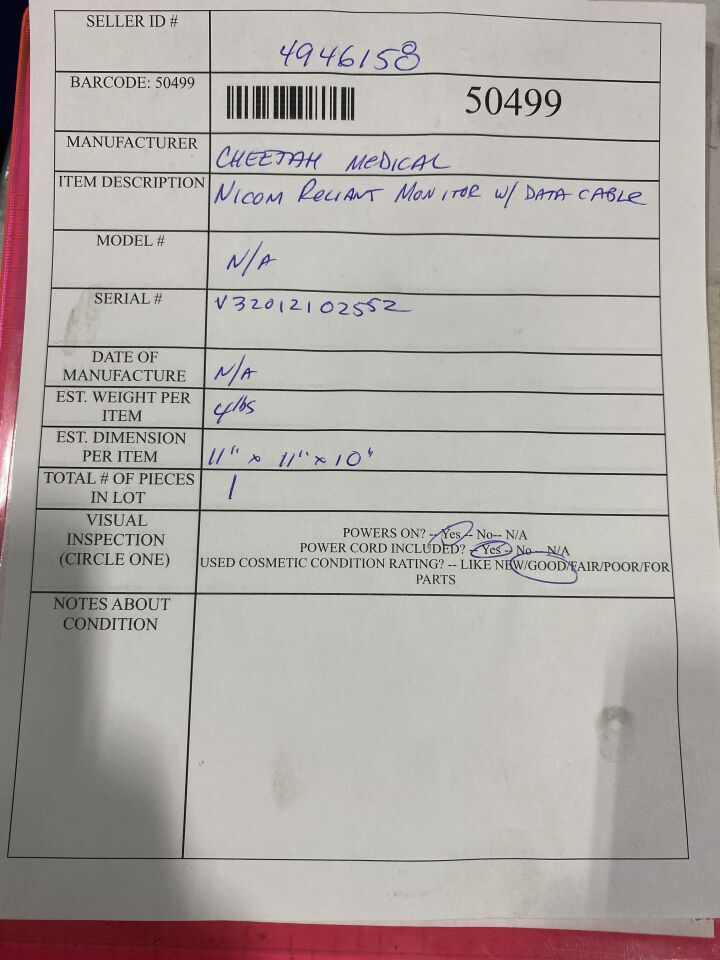 SELLER ID #
4946158
BARCODE: 50499
50499
MANUFACTURER
CHEETAH MEDICAL
ITEM DESCRIPTION
NICOM RELIANT MONITOR W/ DATA CABLE
MODEL #
N/A
SERIAL #
V32012102552
DATE OF
MANUFACTURE
N/A
EST. WEIGHT PER
ITEM
4lbs
EST. DIMENSION
PER ITEM
11" x 11" x 10"
TOTAL # OF PIECES
IN LOT
1
VISUAL
INSPECTION
(CIRCLE ONE)
POWERS ON? -- Yes -- No-- N/A
POWER CORD INCLUDED? -- Yes -- No -- N/A
USED COSMETIC CONDITION RATING? -- LIKE NEW/GOOD/FAIR/POOR/FOR
PARTS
NOTES ABOUT
CONDITION